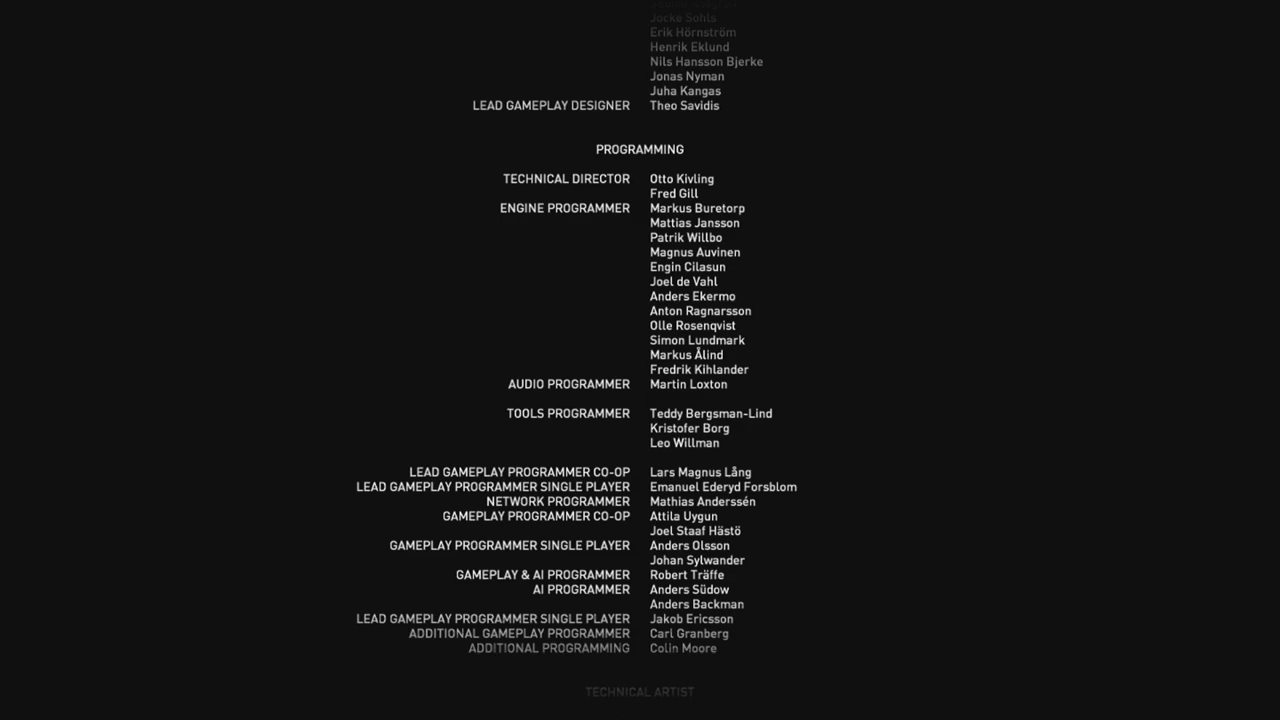 Jocke Sohls
Erik Hörnström
Henrik Eklund
Nils Hansson Bjerke
Jonas Nyman
Juha Kangas
LEAD GAMEPLAY DESIGNER Theo Savidis
PROGRAMMING
TECHNICAL DIRECTOR Otto Kivling
Fred Gill
ENGINE PROGRAMMER Markus Buretorp
Mattias Jansson
Patrik Willbo
Magnus Auvinen
Engin Cilasun
Joel de Vahl
Anders Ekermo
Anton Ragnarsson
Olle Rosenqvist
Simon Lundmark
Markus Ålind
Fredrik Kihlander
AUDIO PROGRAMMER Martin Loxton
TOOLS PROGRAMMER Teddy Bergsman-Lind
Kristofer Borg
Leo Willman
LEAD GAMEPLAY PROGRAMMER CO-OP Lars Magnus Lång
LEAD GAMEPLAY PROGRAMMER SINGLE PLAYER Emanuel Ederyd Forsblom
NETWORK PROGRAMMER Mathias Anderssén
GAMEPLAY PROGRAMMER CO-OP Attila Uygun
Joel Staaf Hästö
GAMEPLAY PROGRAMMER SINGLE PLAYER Anders Olsson
Johan Sylwander
GAMEPLAY & AI PROGRAMMER Robert Träffe
AI PROGRAMMER Anders Südow
Anders Backman
LEAD GAMEPLAY PROGRAMMER SINGLE PLAYER Jakob Ericsson
ADDITIONAL GAMEPLAY PROGRAMMER Carl Granberg
ADDITIONAL PROGRAMMING Colin Moore
TECHNICAL ARTIST